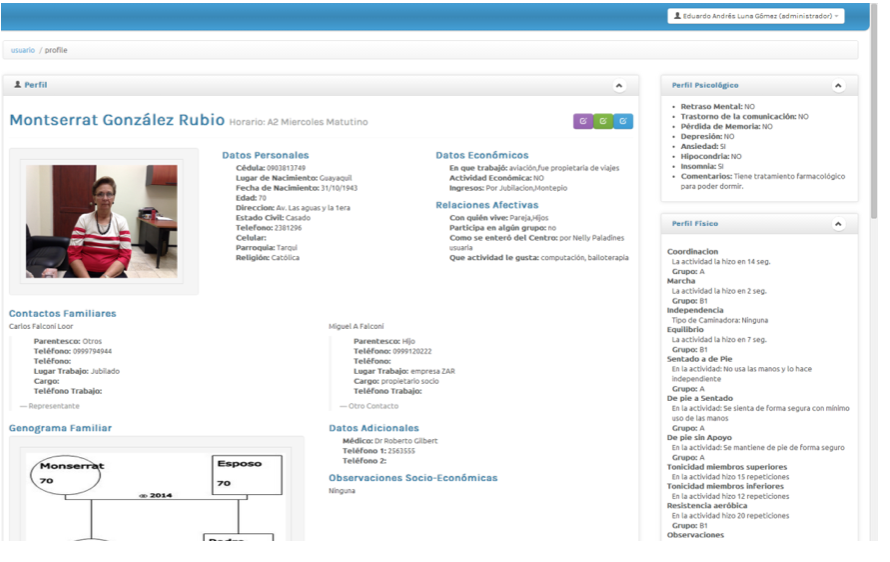 Eduardo Andrés Luna Gómez (administrador)
usuario / profile
Perfil
Montserrat González Rubio Horario: A2 Miercoles Matutino
Datos Personales
Cédula: 0903813749
Lugar de Nacimiento: Guayaquil
Fecha de Nacimiento: 31/10/1943
Edad: 70
Direccion: Av. Las aguas y la 1era
Estado Civil: Casado
Telefono: 2381296
Celular:
Parroquia: Tarqui
Religión: Católica
Datos Económicos
En que trabajó: aviación,fue propietaria de viajes
Actividad Económica: NO
Ingresos: Por Jubilacion,Montepio
Relaciones Afectivas
Con quién vive: Pareja,Hijos
Participa en algún grupo: no
Como se enteró del Centro: por Nelly Paladines
usuaria
Que actividad le gusta: computación, bailoterapia
Contactos Familiares
Carlos Falconi Loor
Parentesco: Otros
Teléfono: 0999794944
Teléfono:
Lugar Trabajo: Jubilado
Cargo:
Teléfono Trabajo:
— Representante
Miguel A Falconi
Parentesco: Hijo
Teléfono: 0999120222
Teléfono:
Lugar Trabajo: empresa ZAR
Cargo: propietario socio
Teléfono Trabajo:
— Otro Contacto
Genograma Familiar
Monserrat
70
Esposo
70
∞ 2014
Datos Adicionales
Médico: Dr Roberto Gilbert
Teléfono 1: 2563555
Teléfono 2:
Observaciones Socio-Económicas
Ninguna
Perfil Psicológico
Retraso Mental: NO
Trastorno de la comunicación: NO
Pérdida de Memoria: NO
Depresión: NO
Ansiedad: SI
Hipocondria: NO
Insomnia: SI
Comentarios: Tiene tratamiento farmacológico
para poder dormir.
Perfil Físico
Coordinacion
La actividad la hizo en 14 seg.
Grupo: A
Marcha
La actividad la hizo en 2 seg.
Grupo: B1
Independencia
Tipo de Caminadora: Ninguna
Equilibrio
La actividad la hizo en 7 seg.
Grupo: B1
Sentado a de Pie
En la actividad: No usa las manos y lo hace
independiente
Grupo: A
De pie a Sentado
En la actividad: Se sienta de forma segura con mínimo
uso de las manos
Grupo: A
De pie sin Apoyo
En la actividad: Se mantiene de pie de forma seguro
Grupo: A
Tonicidad miembros superiores
En la actividad hizo 15 repeticiones
Tonicidad miembros inferiores
En la actividad hizo 12 repeticiones
Resistencia aeróbica
En la actividad hizo 20 repeticiones
Grupo: B1
Observaciones